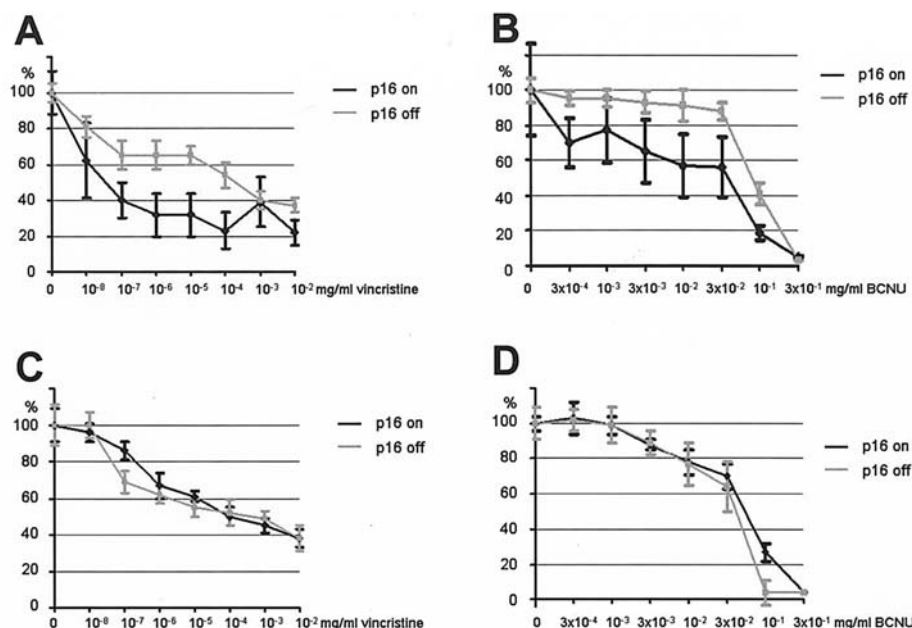 A
%
100
80
60
40
20
0
p16 on
p16 off
0 10⁻⁸ 10⁻⁷ 10⁻⁶ 10⁻⁵ 10⁻⁴ 10⁻³ 10⁻² mg/ml vincristine
B
%
100
80
60
40
20
0
p16 on
p16 off
0 3x10⁻⁴ 10⁻³ 3x10⁻³ 10⁻² 3x10⁻² 10⁻¹ 3x10⁻¹ mg/ml BCNU
C
%
100
80
60
40
20
0
p16 on
p16 off
0 10⁻⁸ 10⁻⁷ 10⁻⁶ 10⁻⁵ 10⁻⁴ 10⁻³ 10⁻² mg/ml vincristine
D
%
100
80
60
40
20
0
p16 on
p16 off
0 3x10⁻⁴ 10⁻³ 3x10⁻³ 10⁻² 3x10⁻² 10⁻¹ 3x10⁻¹ mg/ml BCNU